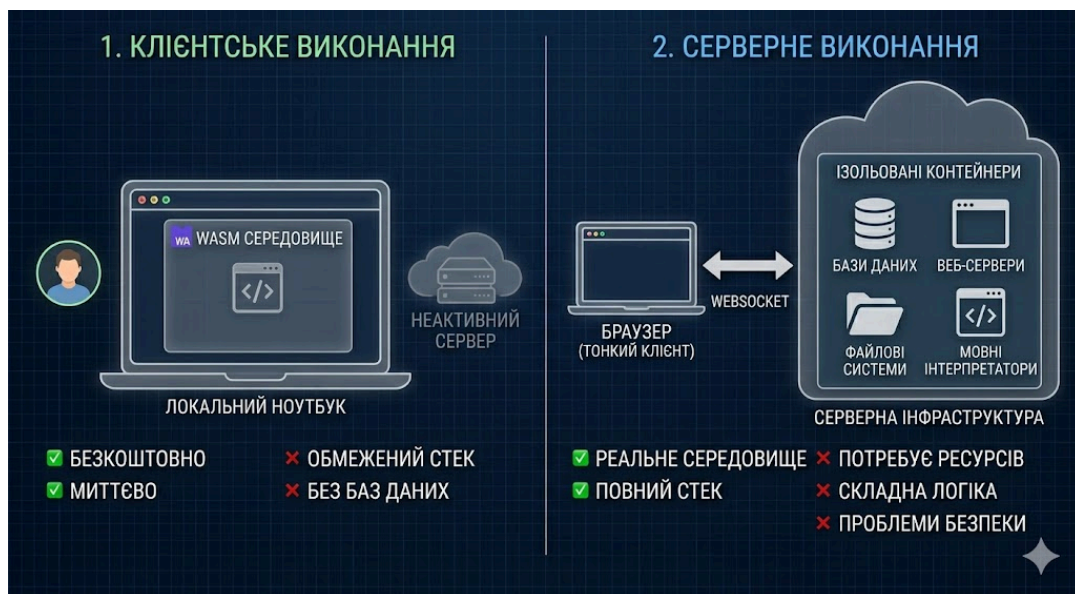 1. КЛІЄНТСЬКЕ ВИКОНАННЯ
WA WASM СЕРЕДОВИЩЕ
</>
НЕАКТИВНИЙ
СЕРВЕР
ЛОКАЛЬНИЙ НОУТБУК
✅ БЕЗКОШТОВНО
✅ МИТТЄВО
❌ ОБМЕЖЕНИЙ СТЕК
❌ БЕЗ БАЗ ДАНИХ
2. СЕРВЕРНЕ ВИКОНАННЯ
БРАУЗЕР
(ТОНКИЙ КЛІЄНТ)
WEBSOCKET
ІЗОЛЬОВАНІ КОНТЕЙНЕРИ
БАЗИ ДАНИХ
ВЕБ-СЕРВЕРИ
ФАЙЛОВІ
СИСТЕМИ
</>
МОВНІ
ІНТЕРПРЕТАТОРИ
СЕРВЕРНА ІНФРАСТРУКТУРА
✅ РЕАЛЬНЕ СЕРЕДОВИЩЕ
✅ ПОВНИЙ СТЕК
❌ ПОТРЕБУЄ РЕСУРСІВ
❌ СКЛАДНА ЛОГІКА
❌ ПРОБЛЕМИ БЕЗПЕКИ